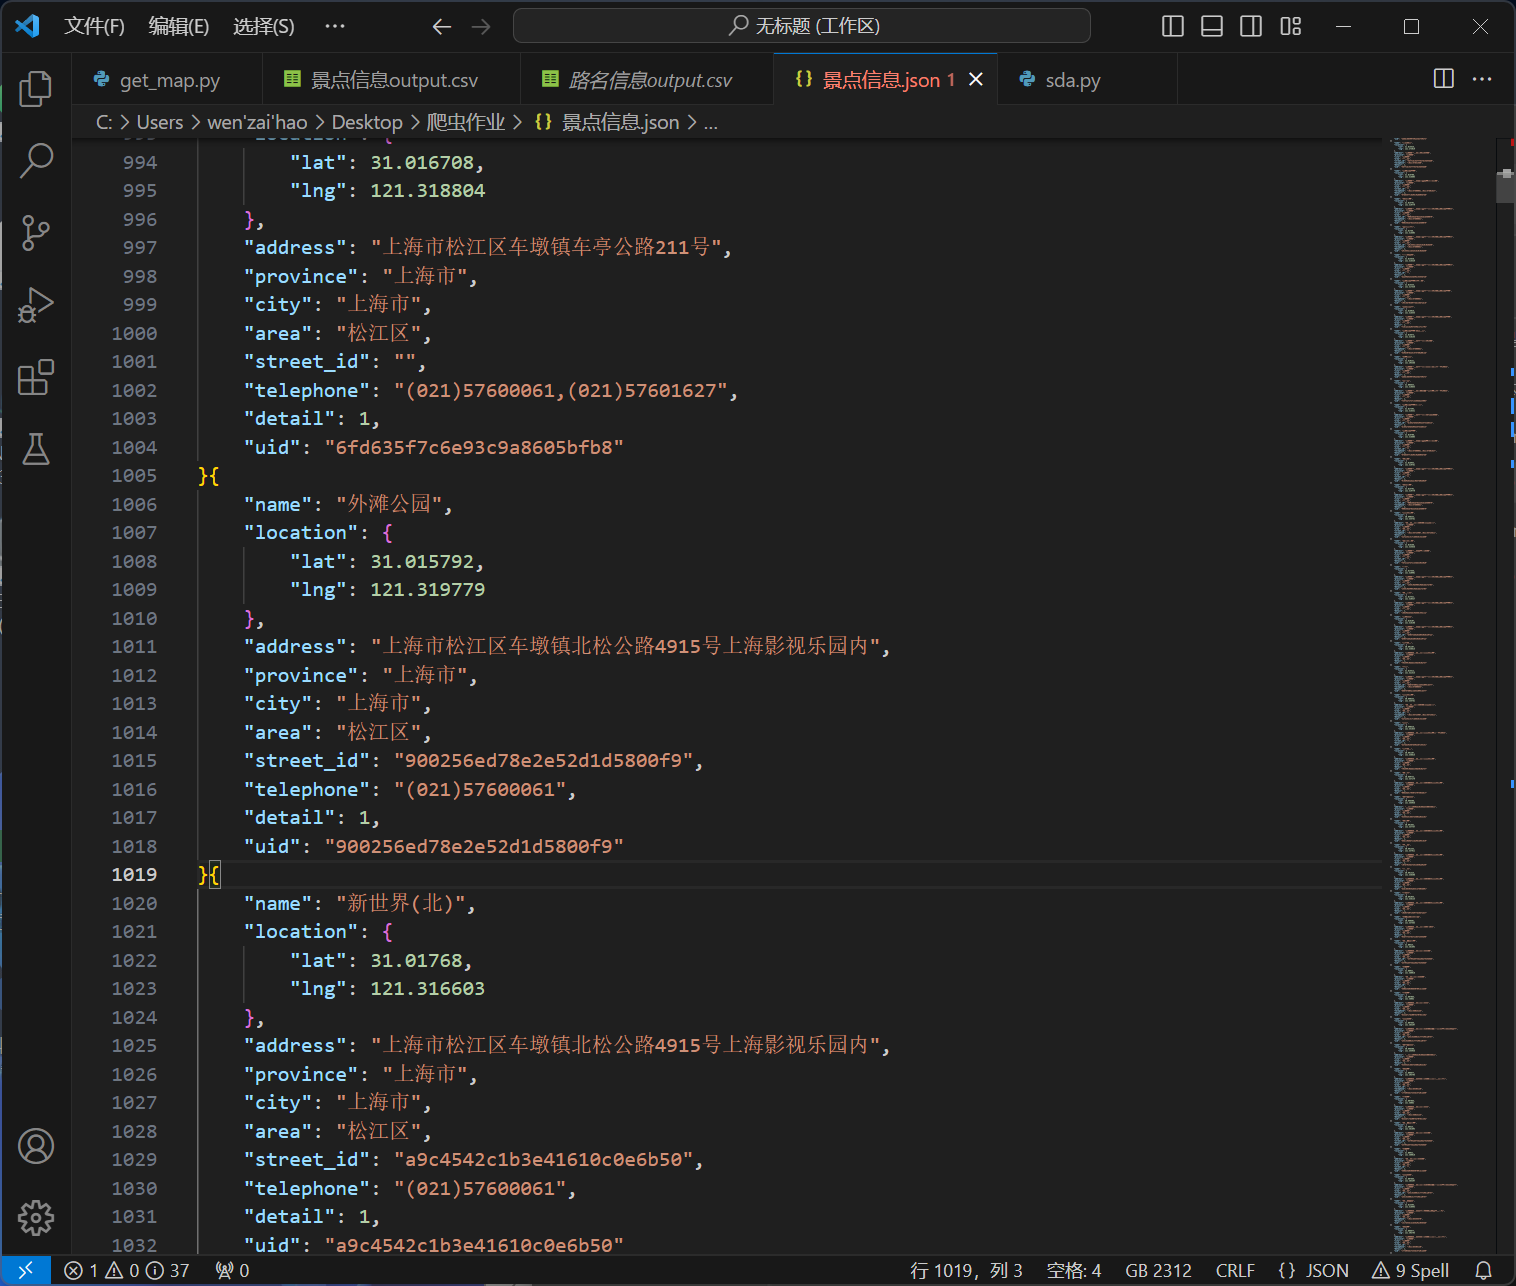 文件(F) 编辑(E) 选择(S) ··· 无标题 (工作区)
get_map.py 景点信息output.csv 路名信息output.csv 景点信息.json 1 sda.py
C: > Users > wen'zai'hao > Desktop > 爬虫作业 > {} 景点信息.json > ...
994 "lat": 31.016708,
995 "lng": 121.318804
996 },
997 "address": "上海市松江区车墩镇车亭公路211号",
998 "province": "上海市",
999 "city": "上海市",
1000 "area": "松江区",
1001 "street_id": "",
1002 "telephone": "(021)57600061,(021)57601627",
1003 "detail": 1,
1004 "uid": "6fd635f7c6e93c9a8605bfb8"
1005 }{
1006 "name": "外滩公园",
1007 "location": {
1008 "lat": 31.015792,
1009 "lng": 121.319779
1010 },
1011 "address": "上海市松江区车墩镇北松公路4915号上海影视乐园内",
1012 "province": "上海市",
1013 "city": "上海市",
1014 "area": "松江区",
1015 "street_id": "900256ed78e2e52d1d5800f9",
1016 "telephone": "(021)57600061",
1017 "detail": 1,
1018 "uid": "900256ed78e2e52d1d5800f9"
1019 }{
1020 "name": "新世界(北)",
1021 "location": {
1022 "lat": 31.01768,
1023 "lng": 121.316603
1024 },
1025 "address": "上海市松江区车墩镇北松公路4915号上海影视乐园内",
1026 "province": "上海市",
1027 "city": "上海市",
1028 "area": "松江区",
1029 "street_id": "a9c4542c1b3e41610c0e6b50",
1030 "telephone": "(021)57600061",
1031 "detail": 1,
1032 "uid": "a9c4542c1b3e41610c0e6b50"
1 0 37 0 行 1019，列 3 空格: 4 GB 2312 CRLF {} JSON 9 Spell